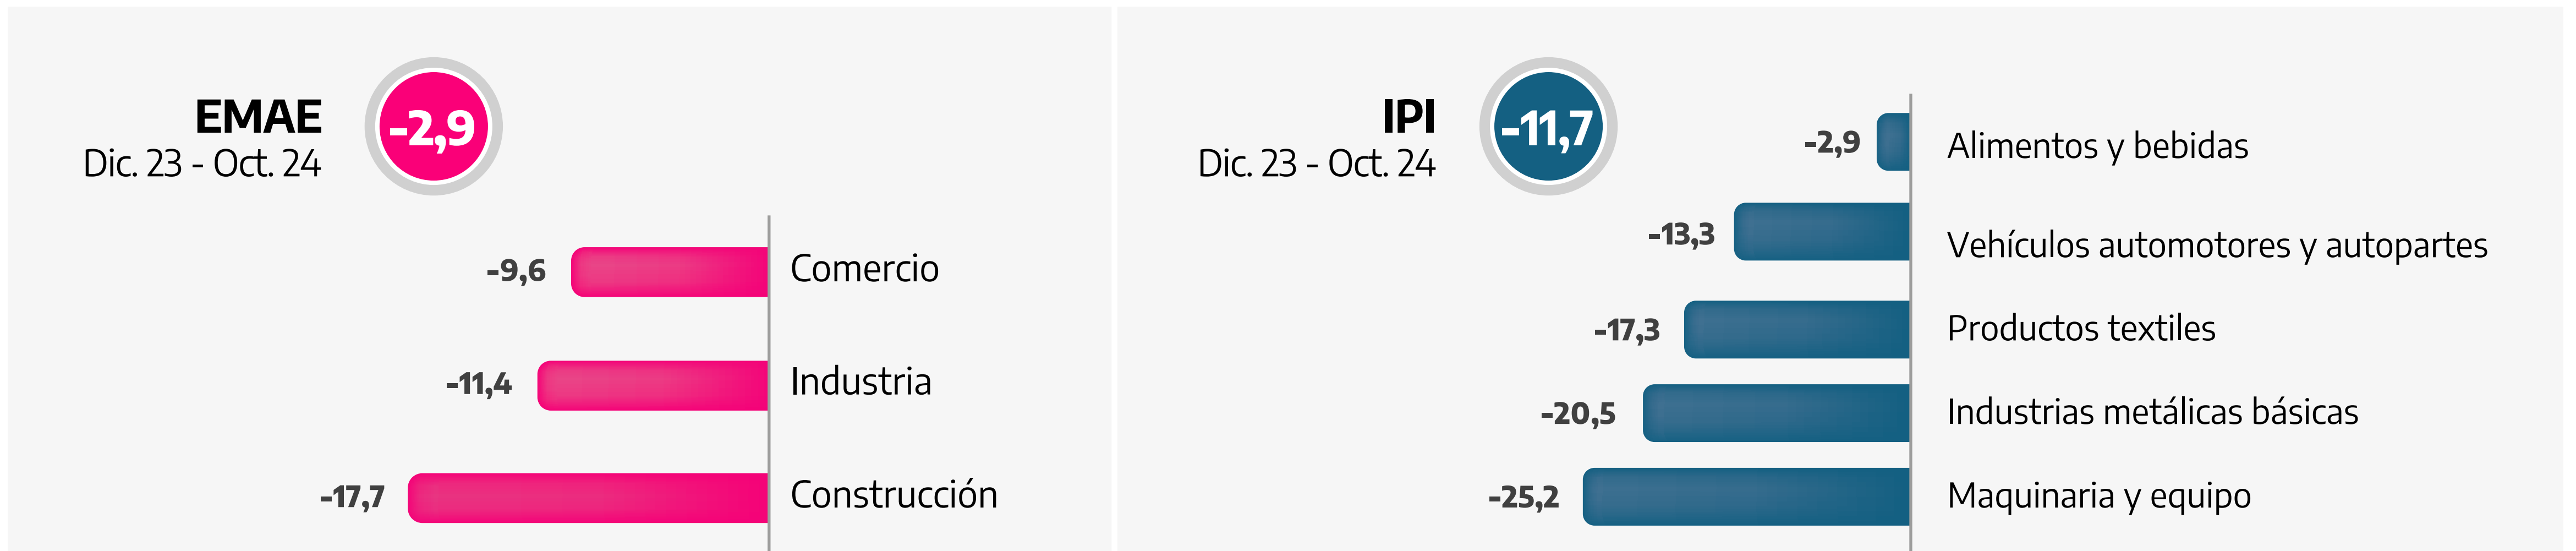 EMAE
Dic. 23 - Oct. 24
-2,9
-9,6 Comercio
-11,4 Industria
-17,7 Construcción
IPI
Dic. 23 - Oct. 24
-11,7
-2,9 Alimentos y bebidas
-13,3 Vehículos automotores y autopartes
-17,3 Productos textiles
-20,5 Industrias metálicas básicas
-25,2 Maquinaria y equipo